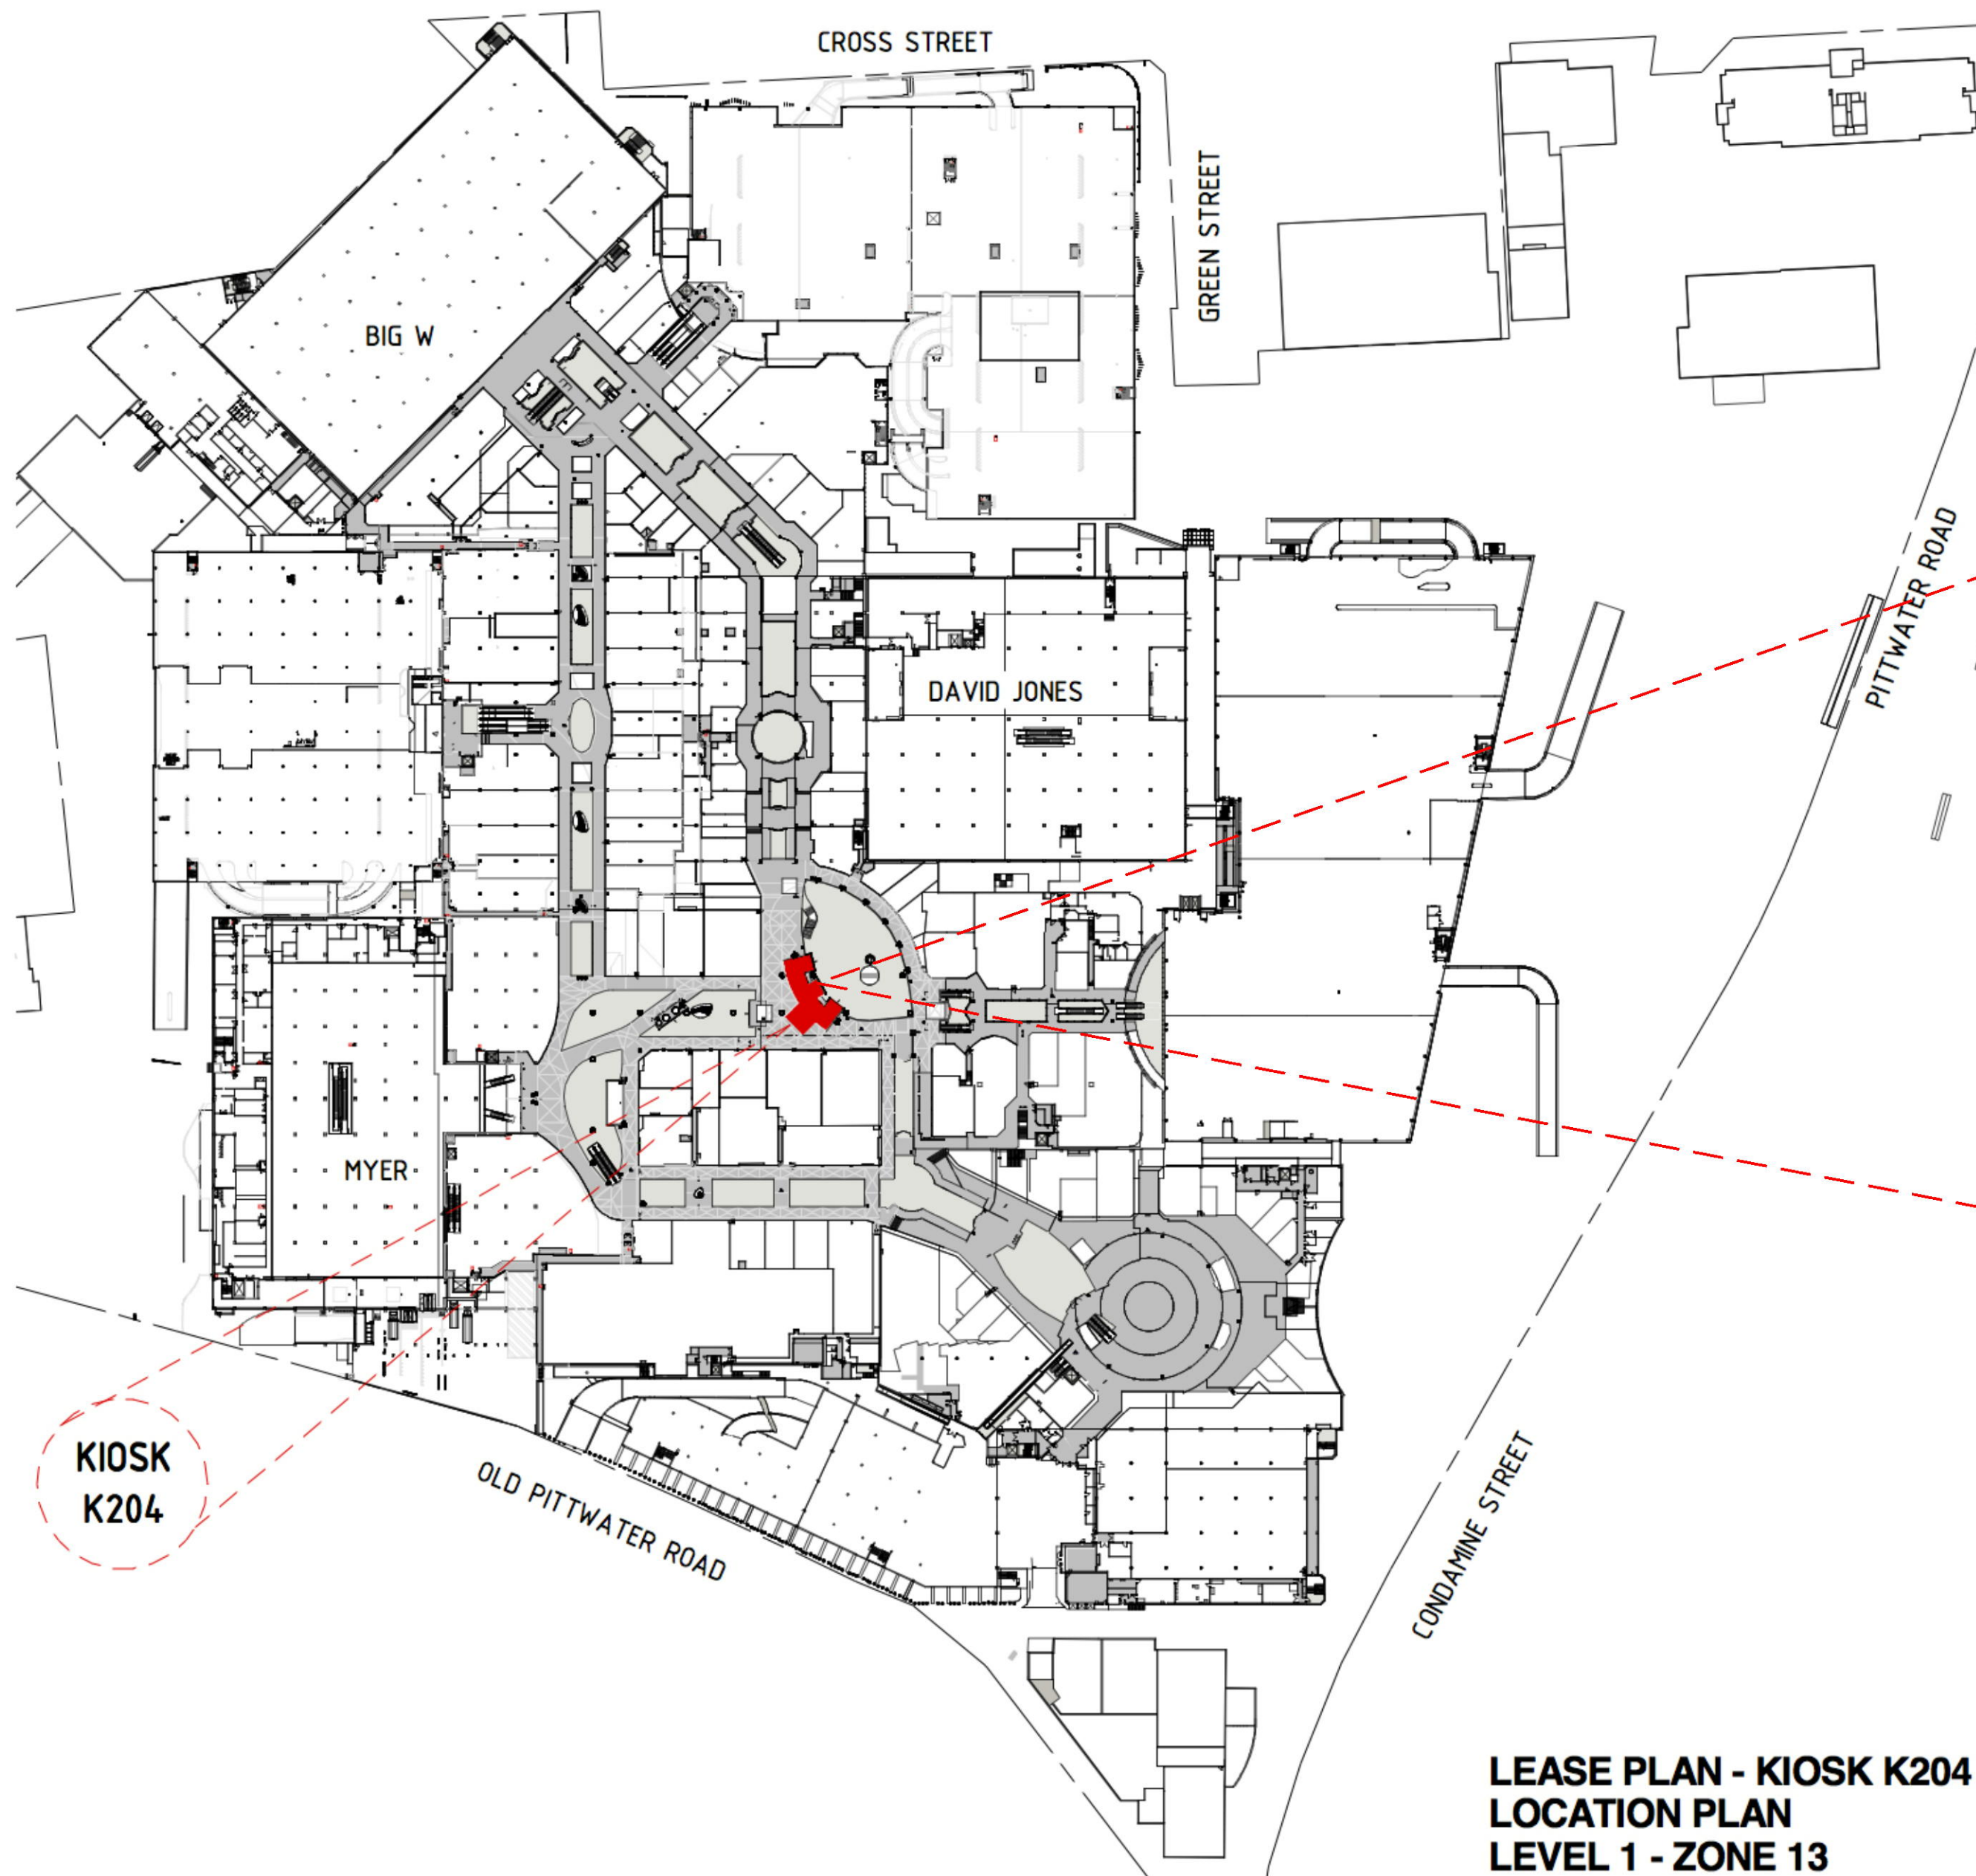 CROSS STREET
GREEN STREET
BIG W
PITTWATER ROAD
DAVID JONES
MYER
KIOSK
K204
OLD PITTWATER ROAD
CONDAMINE STREET
LEASE PLAN - KIOSK K204
LOCATION PLAN
LEVEL 1 - ZONE 13